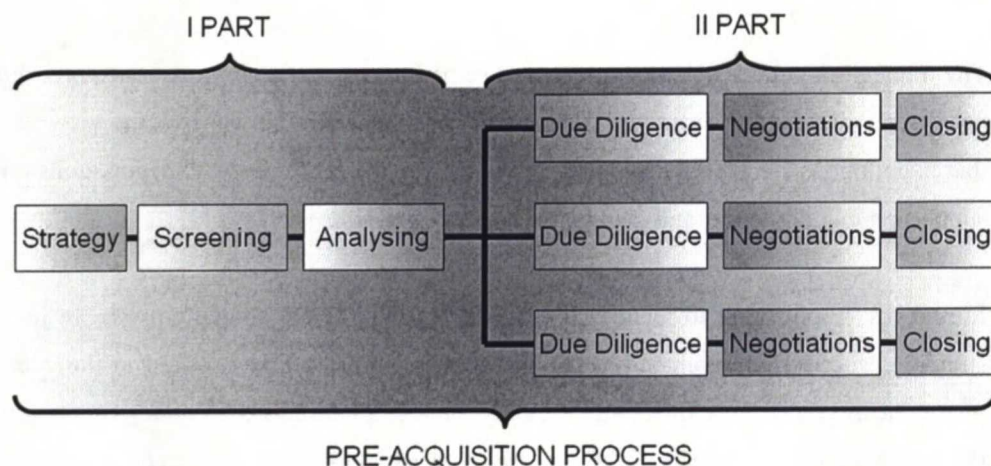 I PART
II PART
Due Diligence Negotiations Closing
Strategy Screening Analysing Due Diligence Negotiations Closing
Due Diligence Negotiations Closing
PRE-ACQUISITION PROCESS